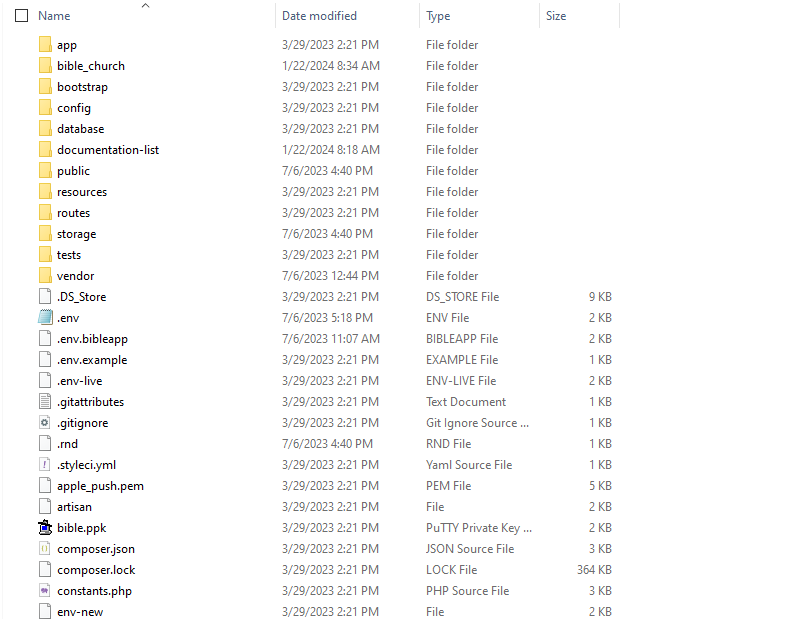 Name Date modified Type Size
app 3/29/2023 2:21 PM File folder
bible_church 1/22/2024 8:34 AM File folder
bootstrap 3/29/2023 2:21 PM File folder
config 3/29/2023 2:21 PM File folder
database 3/29/2023 2:21 PM File folder
documentation-list 1/22/2024 8:18 AM File folder
public 7/6/2023 4:40 PM File folder
resources 3/29/2023 2:21 PM File folder
routes 3/29/2023 2:21 PM File folder
storage 7/6/2023 4:40 PM File folder
tests 3/29/2023 2:21 PM File folder
vendor 7/6/2023 12:44 PM File folder
.DS_Store 3/29/2023 2:21 PM DS_STORE File 9 KB
.env 7/6/2023 5:18 PM ENV File 2 KB
.env.bibleapp 7/6/2023 11:07 AM BIBLEAPP File 2 KB
.env.example 3/29/2023 2:21 PM EXAMPLE File 1 KB
.env-live 3/29/2023 2:21 PM ENV-LIVE File 2 KB
.gitattributes 3/29/2023 2:21 PM Text Document 1 KB
.gitignore 3/29/2023 2:21 PM Git Ignore Source ... 1 KB
.rnd 7/6/2023 4:40 PM RND File 1 KB
.styleci.yml 3/29/2023 2:21 PM Yaml Source File 1 KB
apple_push.pem 3/29/2023 2:21 PM PEM File 5 KB
artisan 3/29/2023 2:21 PM File 2 KB
bible.ppk 3/29/2023 2:21 PM PuTTY Private Key ... 2 KB
composer.json 3/29/2023 2:21 PM JSON Source File 3 KB
composer.lock 3/29/2023 2:21 PM LOCK File 364 KB
constants.php 3/29/2023 2:21 PM PHP Source File 3 KB
env-new 3/29/2023 2:21 PM File 2 KB